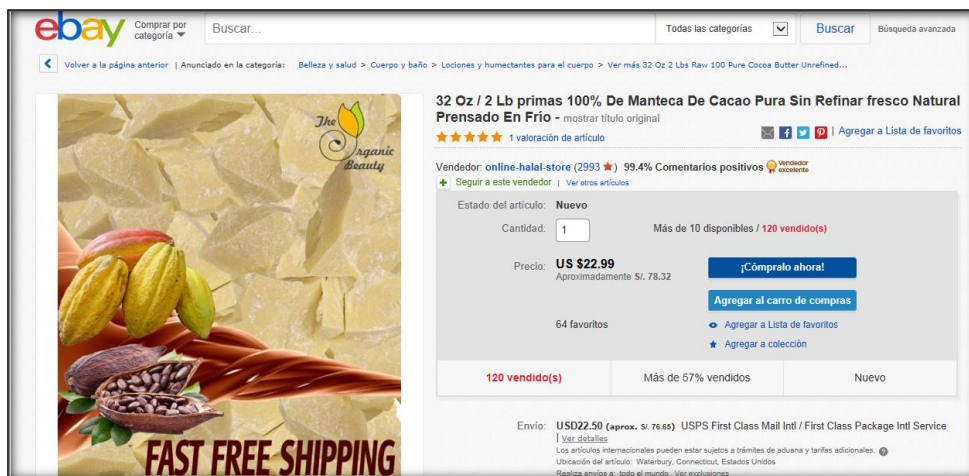 ebay
Comprar por
categoría
Buscar...
Todas las categorías
Buscar
Búsqueda avanzada
Volver a la página anterior | Anunciado en la categoría: Belleza y salud > Cuerpo y baño > Lociones y humectantes para el cuerpo > Ver más 32 Oz 2 Lbs Raw 100 Pure Cocoa Butter Unrefined...
The
Organic
Beauty
FAST FREE SHIPPING
32 Oz / 2 Lb primas 100% De Manteca De Cacao Pura Sin Refinar fresco Natural
Prensado En Frío - mostrar título original
1 valoración de artículo
| Agregar a Lista de favoritos
Vendedor: online-halal-store (2993 ) 99.4% Comentarios positivos Vendedor excelente
Seguir a este vendedor | Ver otros artículos
Estado del artículo: Nuevo
Cantidad: 1 Más de 10 disponibles / 120 vendido(s)
Precio: US $22.99
Aproximadamente S/. 78.32
¡Cómpralo ahora!
Agregar al carro de compras
64 favoritos
Agregar a Lista de favoritos
Agregar a colección
120 vendido(s) Más de 57% vendidos Nuevo
Envío: USD22.50 (aprox. S/. 76.65) USPS First Class Mail Intl / First Class Package Intl Service
| Ver detalles
Los artículos internacionales pueden estar sujetos a trámites de aduana y tarifas adicionales.
Ubicación del artículo: Waterbury, Connecticut, Estados Unidos
Realiza envíos a: todo el mundo Ver exclusiones